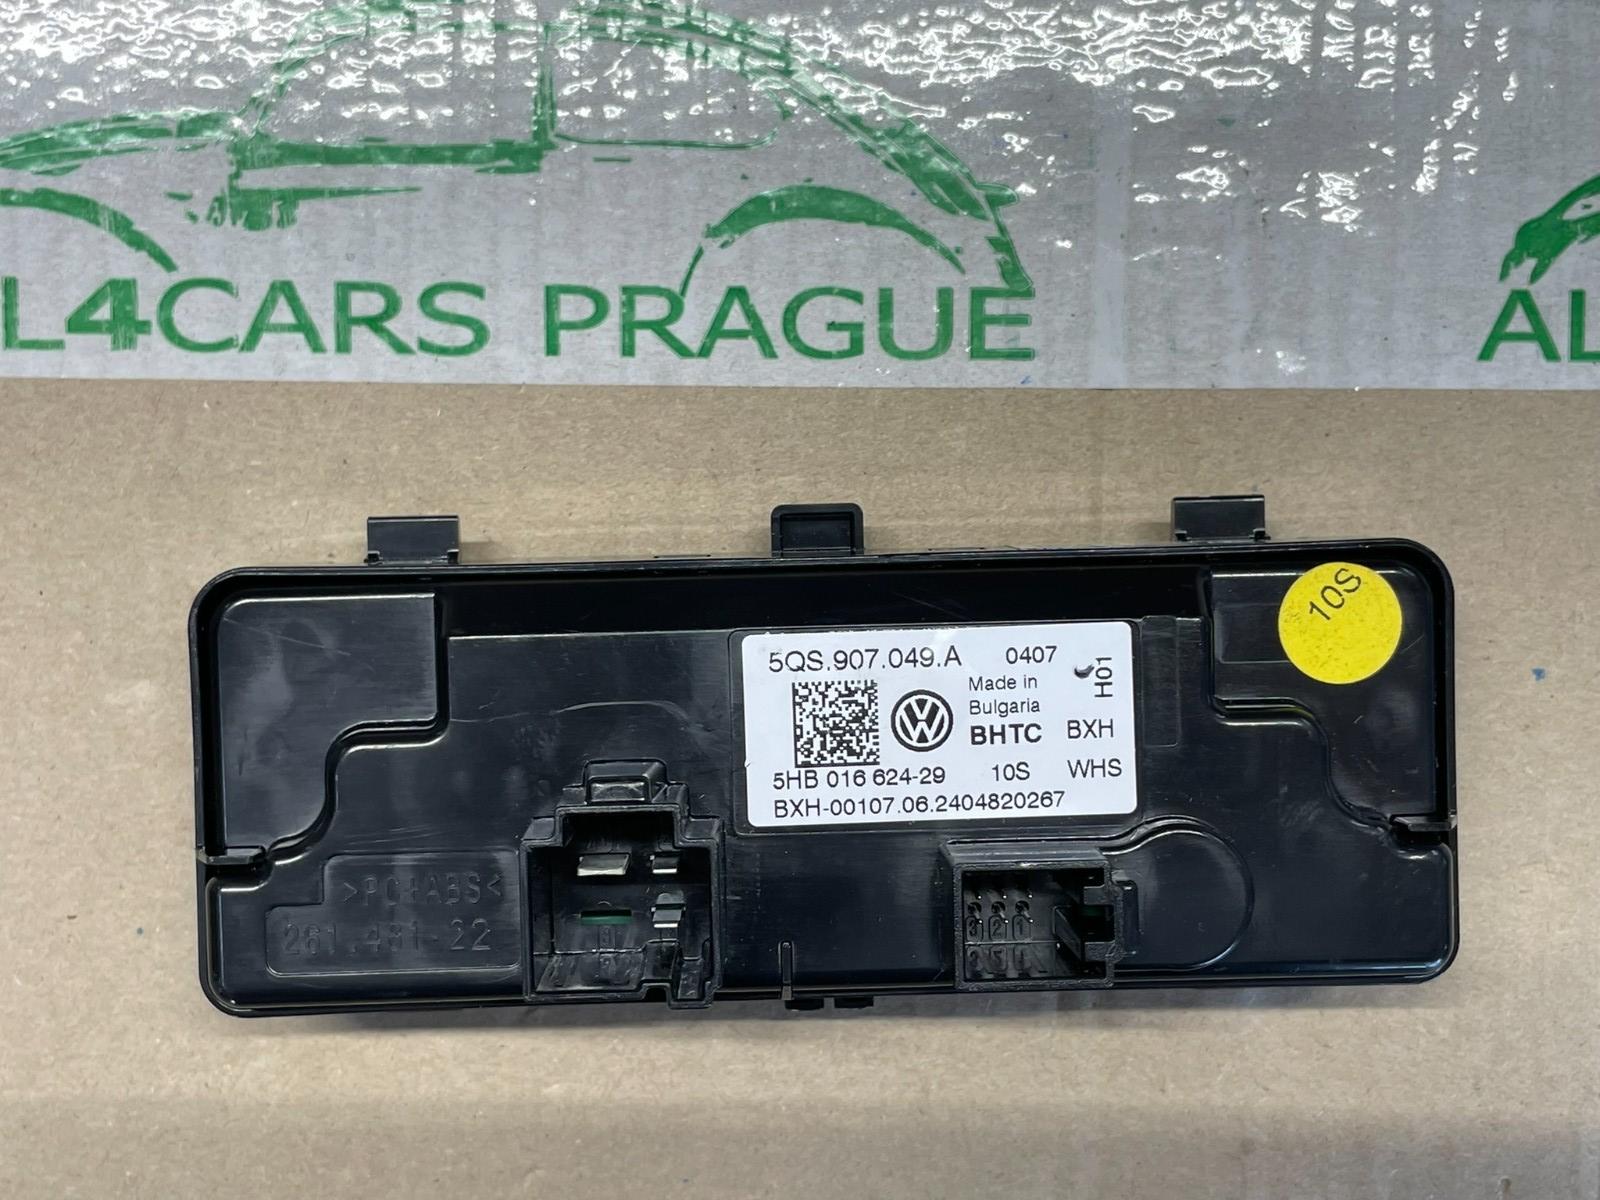 L4CARS PRAGUE
AL
10S
5QS.907.049.A 0407
H01
Made in
Bulgaria
BHTC BXH
5HB 016 624-29 10S WHS
BXH-00107.06.2404820267
>PC+ABS<
261.481-22
3 2 1